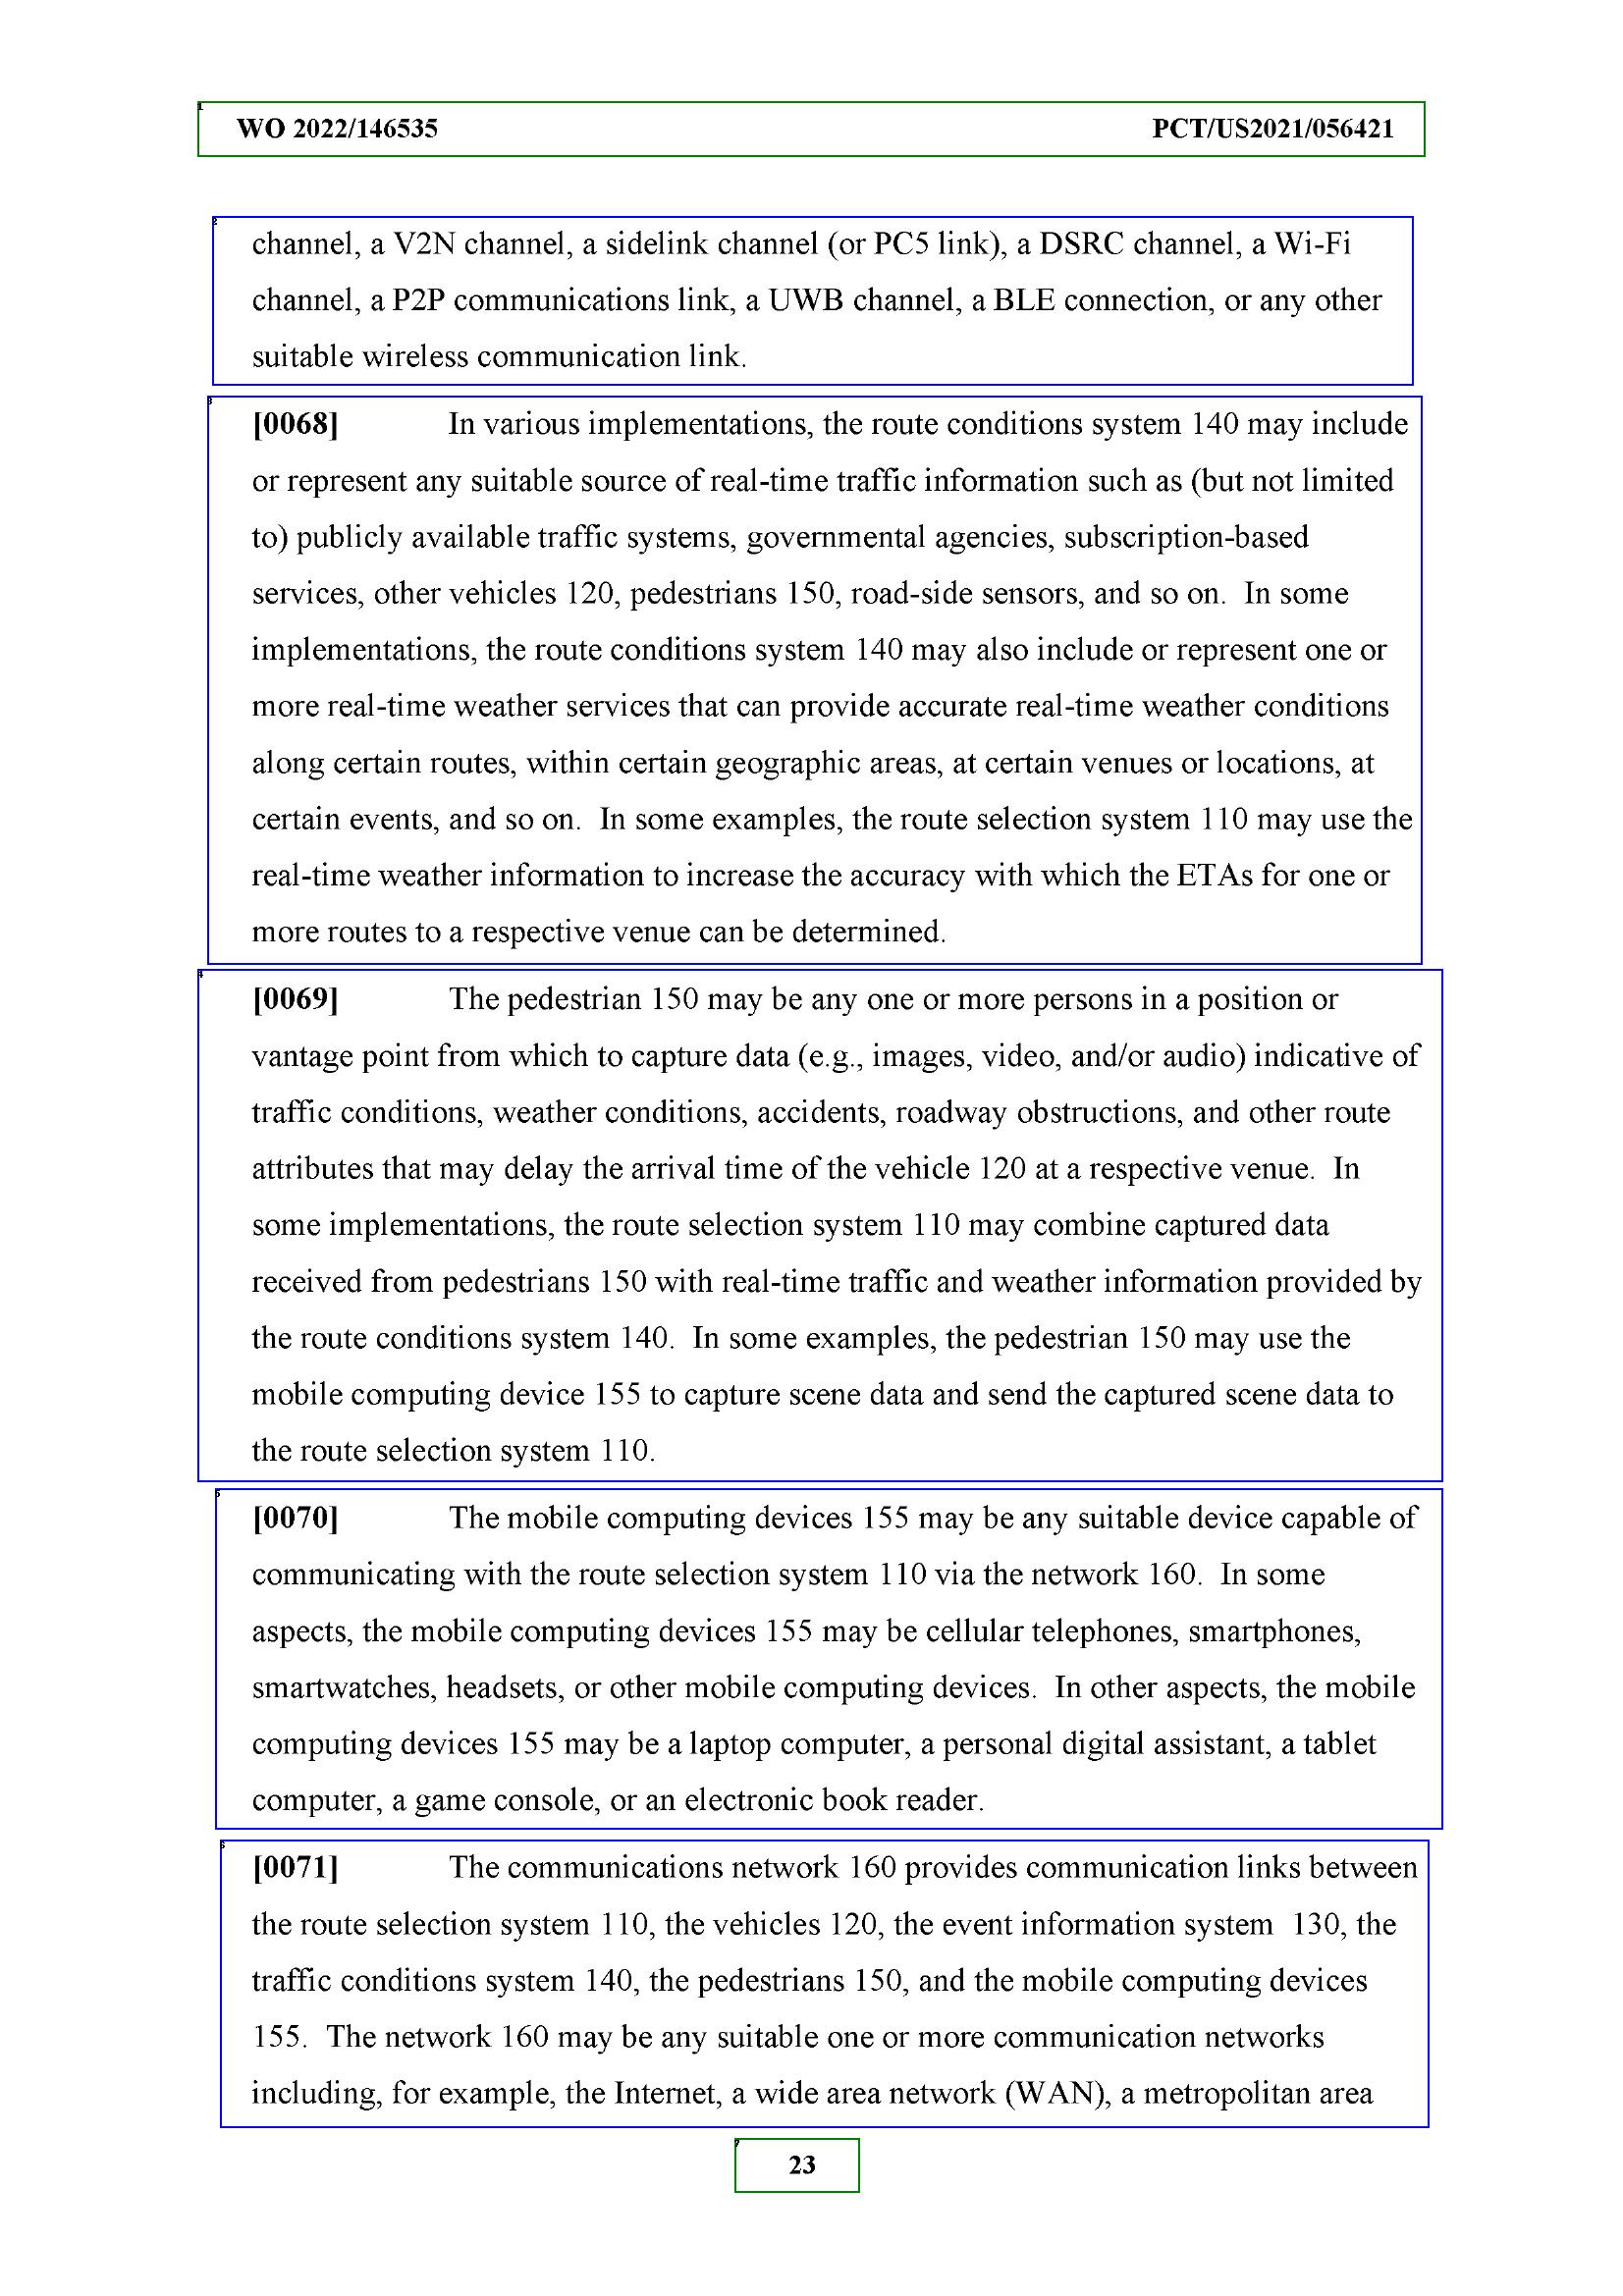 WO 2022/146535 PCT/US2021/056421
channel, a V2N channel, a sidelink channel (or PC5 link), a DSRC channel, a Wi-Fi
channel, a P2P communications link, a UWB channel, a BLE connection, or any other
suitable wireless communication link.
[0068] In various implementations, the route conditions system 140 may include
or represent any suitable source of real-time traffic information such as (but not limited
to) publicly available traffic systems, governmental agencies, subscription-based
services, other vehicles 120, pedestrians 150, road-side sensors, and so on. In some
implementations, the route conditions system 140 may also include or represent one or
more real-time weather services that can provide accurate real-time weather conditions
along certain routes, within certain geographic areas, at certain venues or locations, at
certain events, and so on. In some examples, the route selection system 110 may use the
real-time weather information to increase the accuracy with which the ETAs for one or
more routes to a respective venue can be determined.
[0069] The pedestrian 150 may be any one or more persons in a position or
vantage point from which to capture data (e.g., images, video, and/or audio) indicative of
traffic conditions, weather conditions, accidents, roadway obstructions, and other route
attributes that may delay the arrival time of the vehicle 120 at a respective venue. In
some implementations, the route selection system 110 may combine captured data
received from pedestrians 150 with real-time traffic and weather information provided by
the route conditions system 140. In some examples, the pedestrian 150 may use the
mobile computing device 155 to capture scene data and send the captured scene data to
the route selection system 110.
[0070] The mobile computing devices 155 may be any suitable device capable of
communicating with the route selection system 110 via the network 160. In some
aspects, the mobile computing devices 155 may be cellular telephones, smartphones,
smartwatches, headsets, or other mobile computing devices. In other aspects, the mobile
computing devices 155 may be a laptop computer, a personal digital assistant, a tablet
computer, a game console, or an electronic book reader.
[0071] The communications network 160 provides communication links between
the route selection system 110, the vehicles 120, the event information system 130, the
traffic conditions system 140, the pedestrians 150, and the mobile computing devices
155. The network 160 may be any suitable one or more communication networks
including, for example, the Internet, a wide area network (WAN), a metropolitan area
23